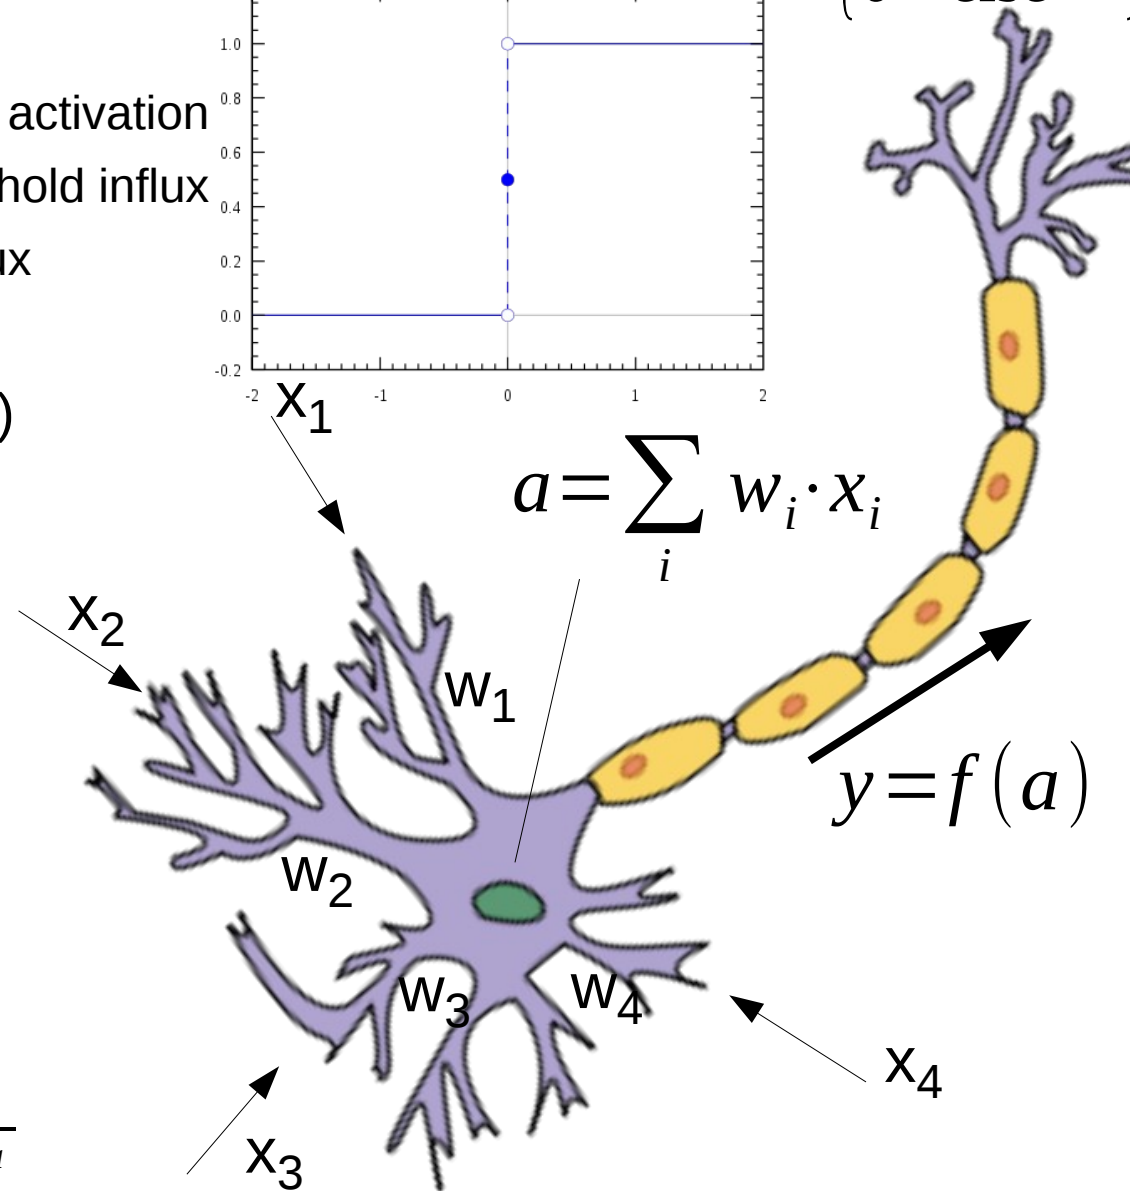 else
1.0
activation
0.8
0.6
hold influx
0.4
ux
0.2
0.0
-0.2
-2 -1 0 1 2
)
x1
a=∑i wi·xi
x2
w1
y=f(a)
w2
w3 w4
x4
x3